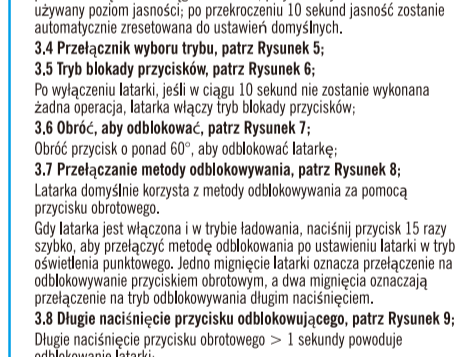 używany poziom jasności; po przekroczeniu 10 sekund jasność zostanie
automatycznie zresetowana do ustawień domyślnych.
3.4 Przełącznik wyboru trybu, patrz Rysunek 5;
3.5 Tryb blokady przycisków, patrz Rysunek 6;
Po wyłączeniu latarki, jeśli w ciągu 10 sekund nie zostanie wykonana
żadna operacja, latarka włączy tryb blokady przycisków;
3.6 Obróć, aby odblokować, patrz Rysunek 7;
Obróć przycisk o ponad 60°, aby odblokować latarkę;
3.7 Przełączanie metody odblokowywania, patrz Rysunek 8;
Latarka domyślnie korzysta z metody odblokowywania za pomocą
przycisku obrotowego.
Gdy latarka jest włączona i w trybie ładowania, naciśnij przycisk 15 razy
szybko, aby przełączyć metodę odblokowania po ustawieniu latarki w tryb
oświetlenia punktowego. Jedno mignięcie latarki oznacza przełączenie na
odblokowywanie przyciskiem obrotowym, a dwa mignięcia oznaczają
przełączenie na tryb odblokowywania długim naciśnięciem.
3.8 Długie naciśnięcie przycisku odblokowującego, patrz Rysunek 9;
Długie naciśnięcie przycisku obrotowego > 1 sekundy powoduje
odblokowanie latarki;